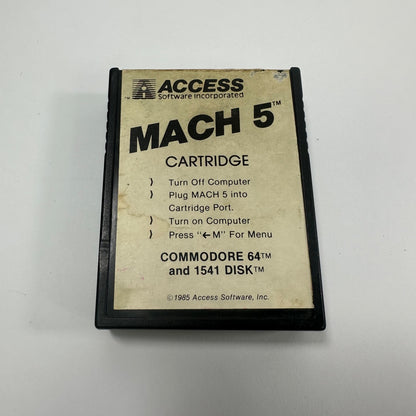 ACCESS
™ Software Incorporated
MACH 5™
CARTRIDGE
) Turn Off Computer
) Plug MACH 5 into
Cartridge Port.
) Turn on Computer
) Press "←M" For Menu
COMMODORE 64™
and 1541 DISK™
©1985 Access Software, Inc.